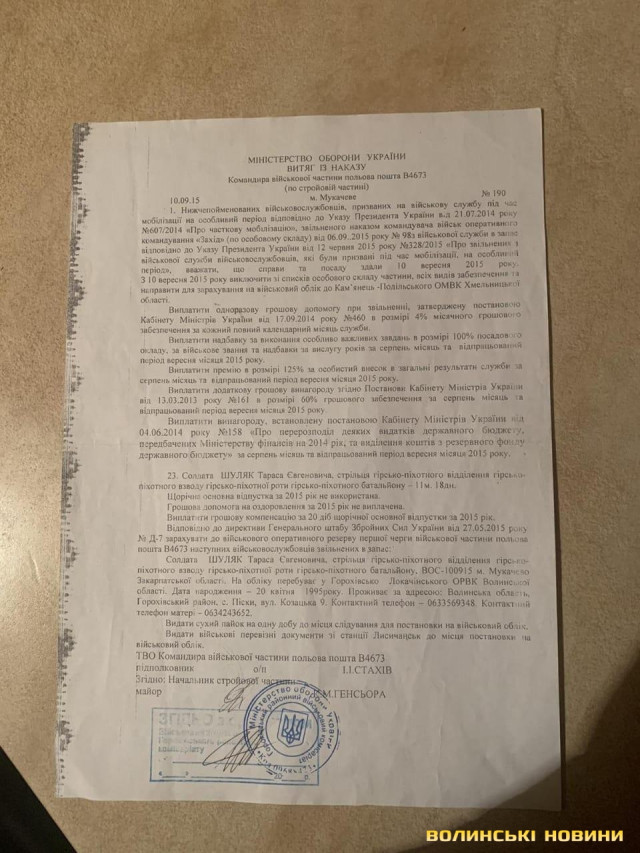 МІНІСТЕРСТВО ОБОРОНИ УКРАЇНИ
ВИТЯГ ІЗ НАКАЗУ
Командира військової частини польова пошта В4673
(по стройовій частині)
10.09.15 м. Мукачеве № 190
1. Нижчепойменованих військовослужбовців, призваних на військову службу під час
мобілізації на особливий період відповідно до Указу Президента України від 21.07.2014 року
№607/2014 «Про часткову мобілізацію», звільненого наказом командувача військ оперативного
командування «Захід» (по особовому складу) від 06.09..2015 року № 98з військової служби в запас
відповідно до Указу Президента України від 12 червня 2015 року №328/2015 «Про звільнення з
військової служби військовослужбовців, які були призвані під час мобілізації, на особливий
період», вважати, що справи та посаду здали 10 вересня 2015 року.
З 10 вересня 2015 року виключити зі списків особового складу частини, всіх видів забезпечення та
направити для зарахування на військовий облік до Кам`янець -Подільського ОМВК Хмельницької
області.
Виплатити одноразову грошову допомогу при звільнінні, затверджену постановою
Кабінету Міністрів України від 17.09.2014 року №460 в розмірі 4% місячного грошового
забезпечення за кожний повний календарний місяць служби.
Виплатити надбавку за виконання особливо важливих завдань в розмірі 100% посадового
окладу, за військове звання та надбавки за вислугу років за серпень місяць та відпрацьований
період вересня місяця 2015 року.
Виплатити премію в розмірі 125% за особистий внесок в загальні результати служби за
серпень місяць та відпрацьований період вересня місяця 2015 року.
Виплатити додаткову грошову винагороду згідно Постанови Кабінету Міністрів України
від 13.03.2013 року №161 в розмірі 60% грошового забезпечення за серпень місяць та
відпрацьований період вересня місяця 2015 року.
Виплатити винагороду, встановлену постановою Кабінету Міністрів України від
04.06.2014 року №158 «Про перерозподіл деяких видатків державного бюджету,
передбачених Міністерству фінансів на 2014 рік, та виділення коштів з резервного фонду
державного бюджету» за серпень місяць та відпрацьований період вересня місяця 2015 року.
23. Солдата ШУЛЯК Тараса Євгеновича, стрільця гірсько-піхотного відділення гірсько-
піхотного взводу гірсько-піхотної роти гірсько-піхотного батальйону – 11м. 18дн.
Щорічна основна відпустка за 2015 рік не використана.
Грошова допомога на оздоровлення за 2015 рік не виплачена.
Виплатити грошову компенсацію за 20 діб щорічної основної відпустки за 2015 рік.
Відповідно до директиви Генерального штабу Збройних Сил України від 27.05.2015 року
№ Д-7 зарахувати до військового оперативного резерву першої черги військової частини польова
пошта В4673 наступних військовослужбовців звільнених в запас:
Солдата ШУЛЯК Тараса Євгеновича, стрільця гірсько-піхотного відділення гірсько-
піхотного взводу гірсько-піхотної роти гірсько-піхотного батальйону, ВОС-100915 м. Мукачево
Закарпатської області. На обліку перебуває у Горохівсько Локачінського ОРВК Волинської
області. Дата народження – 20 квітня 1995року. Проживає за адресою: Волинська область,
Горохівський район, с. Піски, вул. Козацька 9. Контактний телефон – 0633569348. Контактний
телефон матері – 0634243652.
Видати сухий пайок на одну добу до місця слідування для постановки на військовий облік.
Видати військові перевізні документи зі станції Лисичанськ до місця постановки на
військовий облік.
ТВО Командира військової частини польова пошта В4673
підполковник о/п І.І.СТАХІВ
Згідно: Начальник стройової частини
майор М.ГЕНСЬОРА
Міністерство оборони України
ВОЛИНСЬКІ НОВИНИ